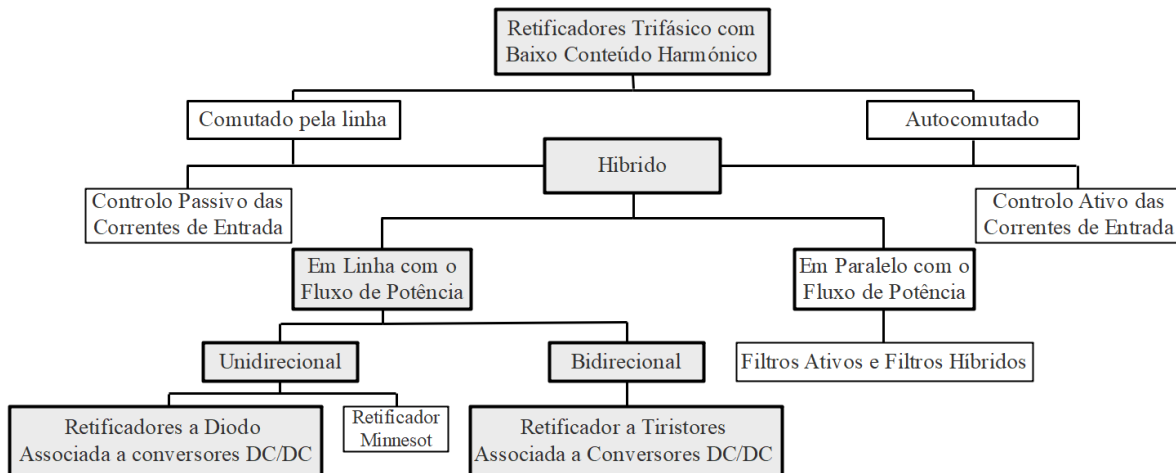 Retificadores Trifásico com
Baixo Conteúdo Harmónico
Comutado pela linha
Autocomutado
Hibrido
Controlo Passivo das
Correntes de Entrada
Controlo Ativo das
Correntes de Entrada
Em Linha com o
Fluxo de Potência
Em Paralelo com o
Fluxo de Potência
Unidirecional
Bidirecional
Filtros Ativos e Filtros Híbridos
Retificadores a Diodo
Associada a conversores DC/DC
Retificador
Minnesot
Retificador a Tiristores
Associada a Conversores DC/DC